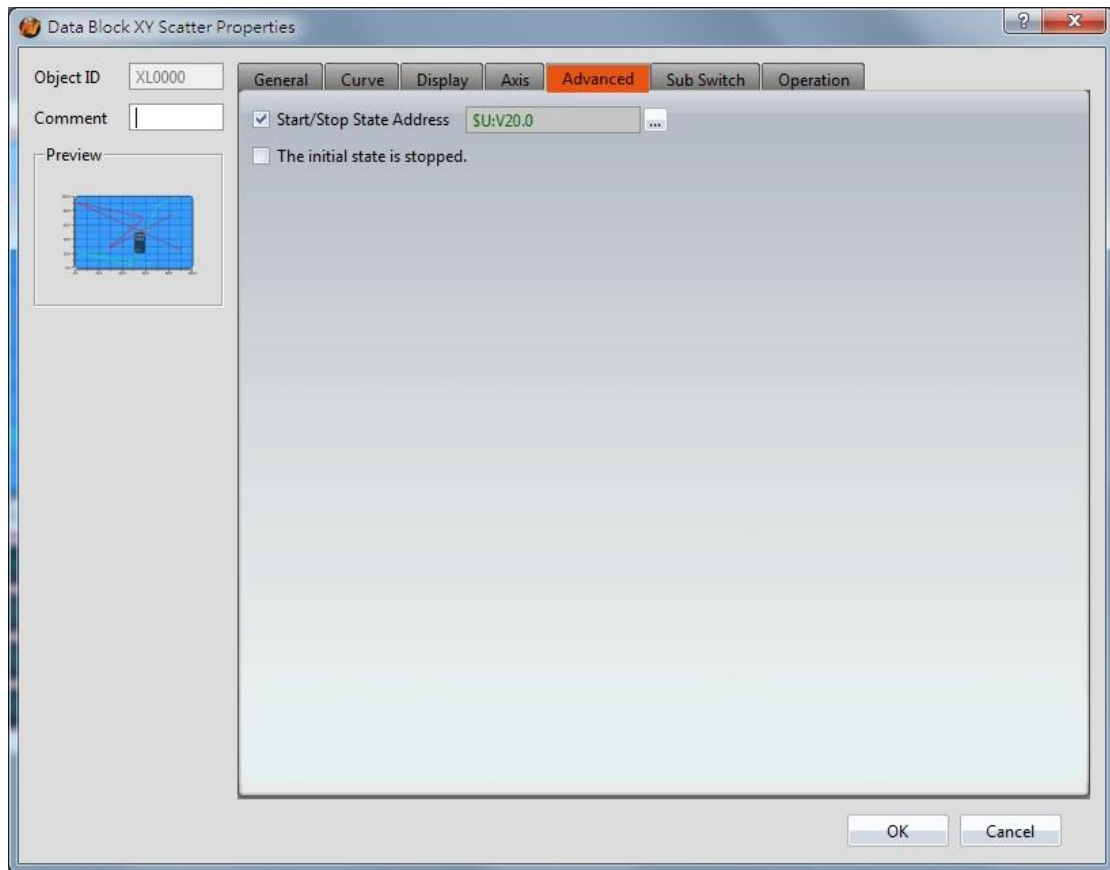 Data Block XY Scatter Properties
Object ID XL0000
General Curve Display Axis Advanced Sub Switch Operation
Comment
Start/Stop State Address $U:V20.0 ...
Preview
The initial state is stopped.
OK Cancel